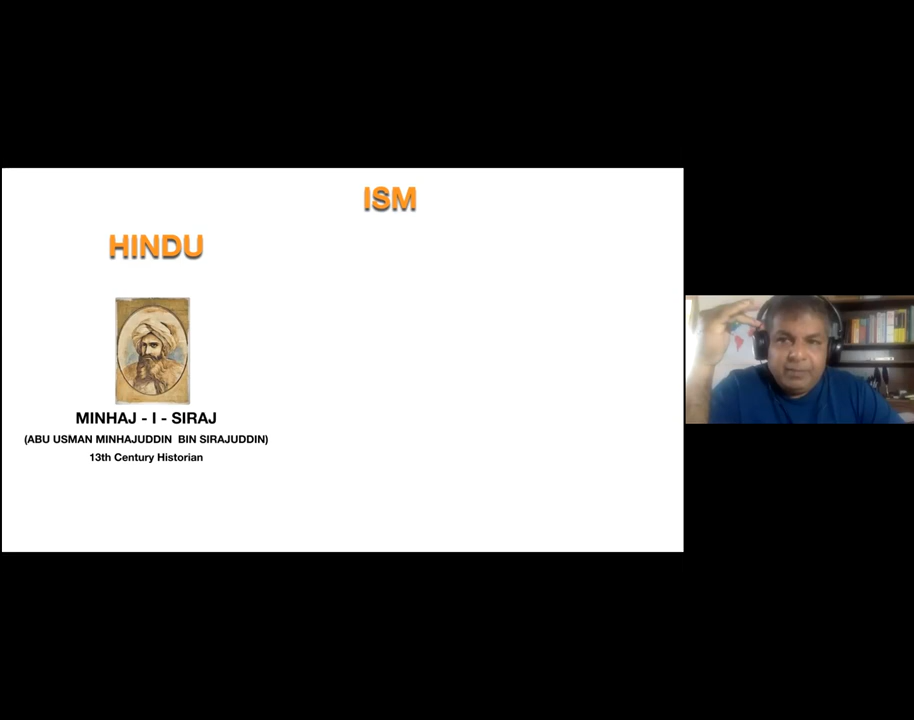 ISM
HINDU
MINHAJ - I - SIRAJ
(ABU USMAN MINHAJUDDIN BIN SIRAJUDDIN)
13th Century Historian